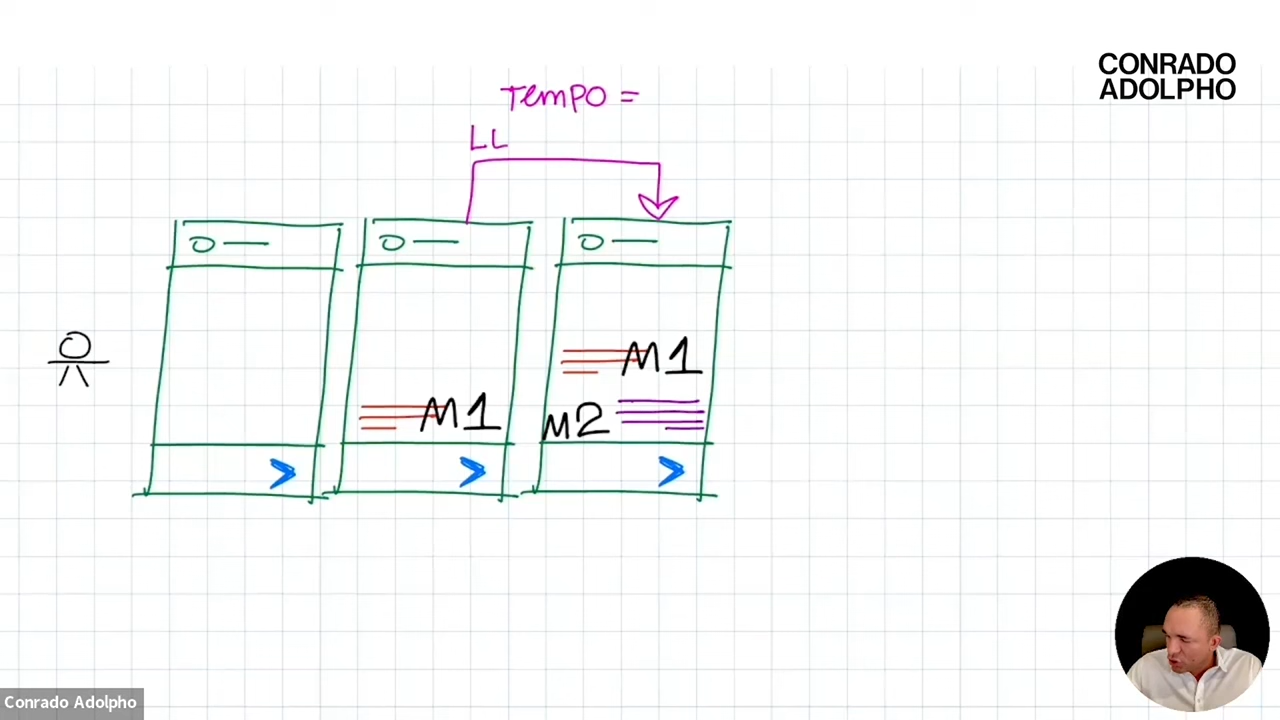 CONRADO
ADOLPHO
TEMPO =
LL
M1
M1
M2
Conrado Adolpho